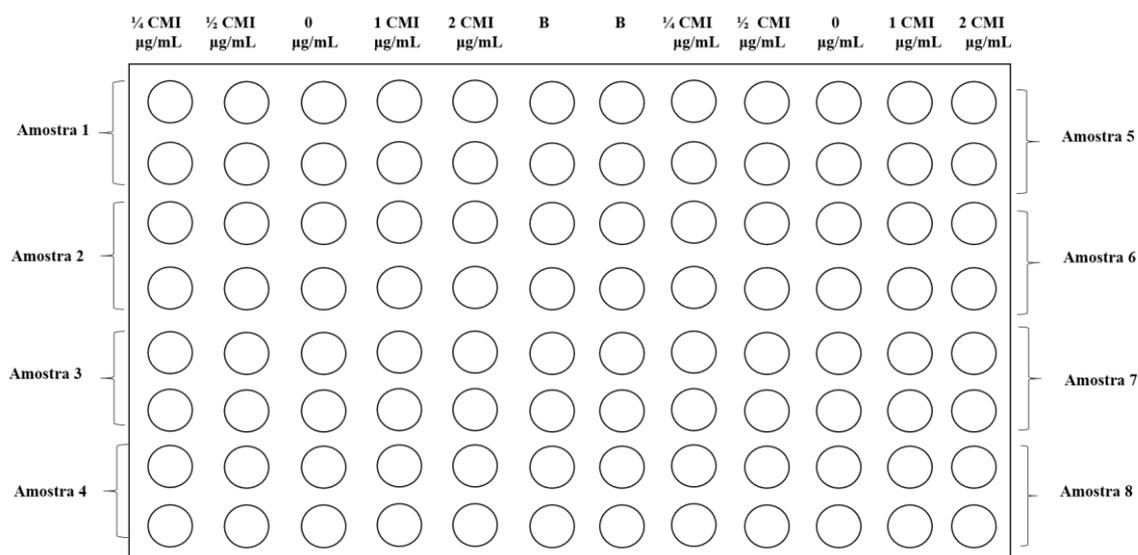 ¼ CMI ½ CMI 0 1 CMI 2 CMI B B ¼ CMI ½ CMI 0 1 CMI 2 CMI
µg/mL µg/mL µg/mL µg/mL µg/mL µg/mL µg/mL µg/mL µg/mL µg/mL
Amostra 1
Amostra 5
Amostra 2
Amostra 6
Amostra 3
Amostra 7
Amostra 4
Amostra 8